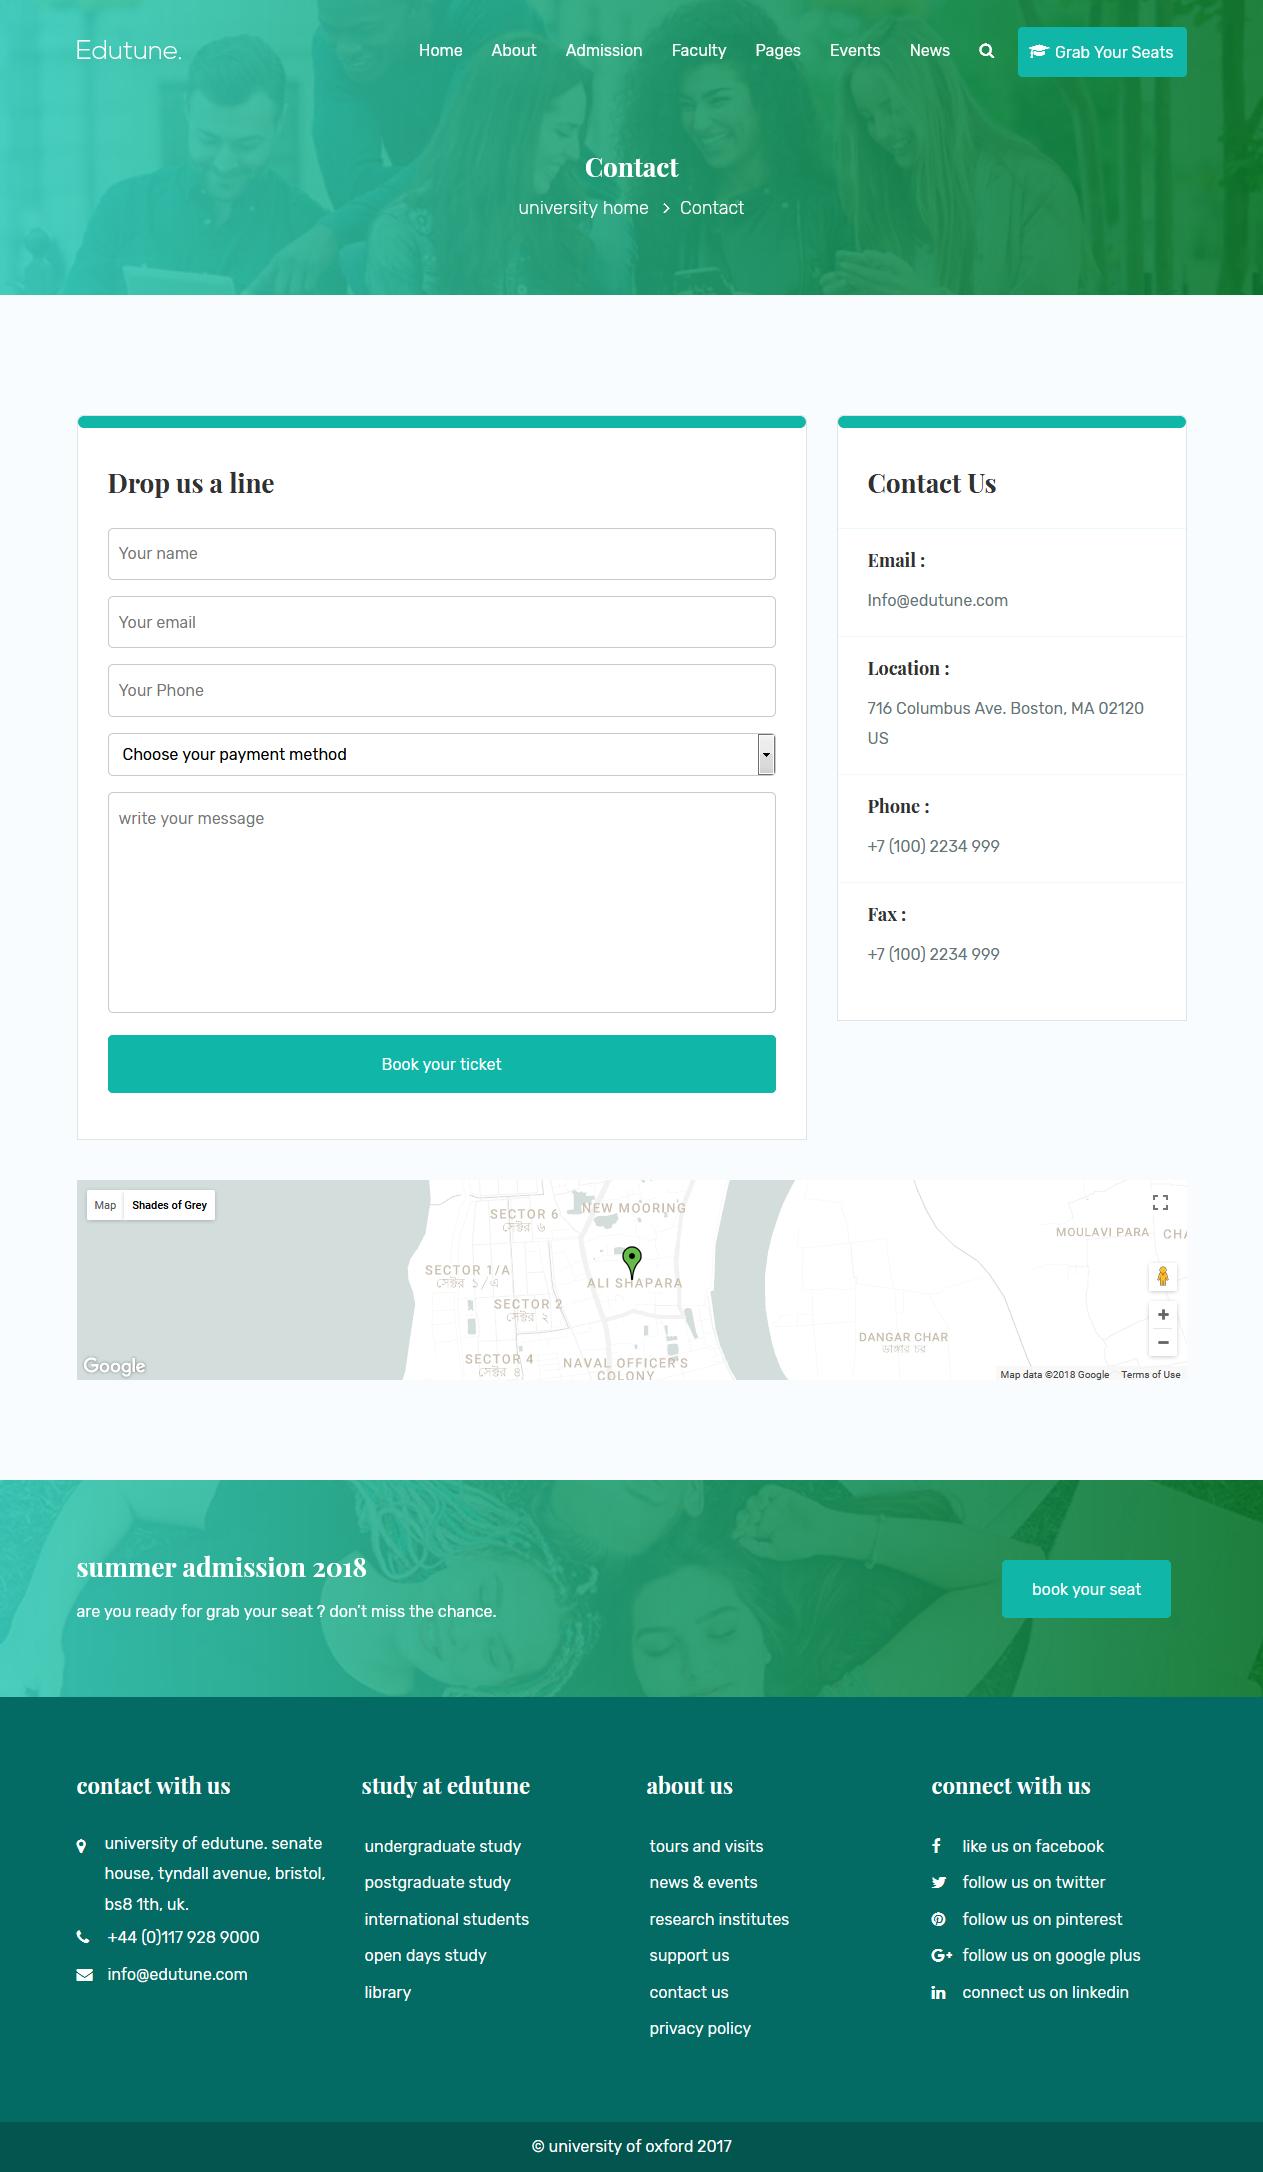 Edutune.
Home About Admission Faculty Pages Events News Grab Your Seats
Contact
university home > Contact
Drop us a line
Your name
Your email
Your Phone
Choose your payment method
write your message
Book your ticket
Contact Us
Email :
Info@edutune.com
Location :
716 Columbus Ave. Boston, MA 02120
US
Phone :
+7 (100) 2234 999
Fax :
+7 (100) 2234 999
Map Shades of Grey
SECTOR 6
সেক্টর ৬
NEW MOORING
SECTOR 1/A
সেক্টর ১/এ
ALI SHAPARA
SECTOR 2
সেক্টর ২
SECTOR 4
সেক্টর ৪
NAVAL OFFICER'S
COLONY
MOULAVI PARA
CHA
DANGAR CHAR
ডাঙ্গার চর
Google
Map data ©2018 Google Terms of Use
summer admission 2018
are you ready for grab your seat ? don't miss the chance.
book your seat
contact with us
university of edutune. senate
house, tyndall avenue, bristol,
bs8 1th, uk.
+44 (0)117 928 9000
info@edutune.com
study at edutune
undergraduate study
postgraduate study
international students
open days study
library
about us
tours and visits
news & events
research institutes
support us
contact us
privacy policy
connect with us
like us on facebook
follow us on twitter
follow us on pinterest
follow us on google plus
connect us on linkedin
© university of oxford 2017